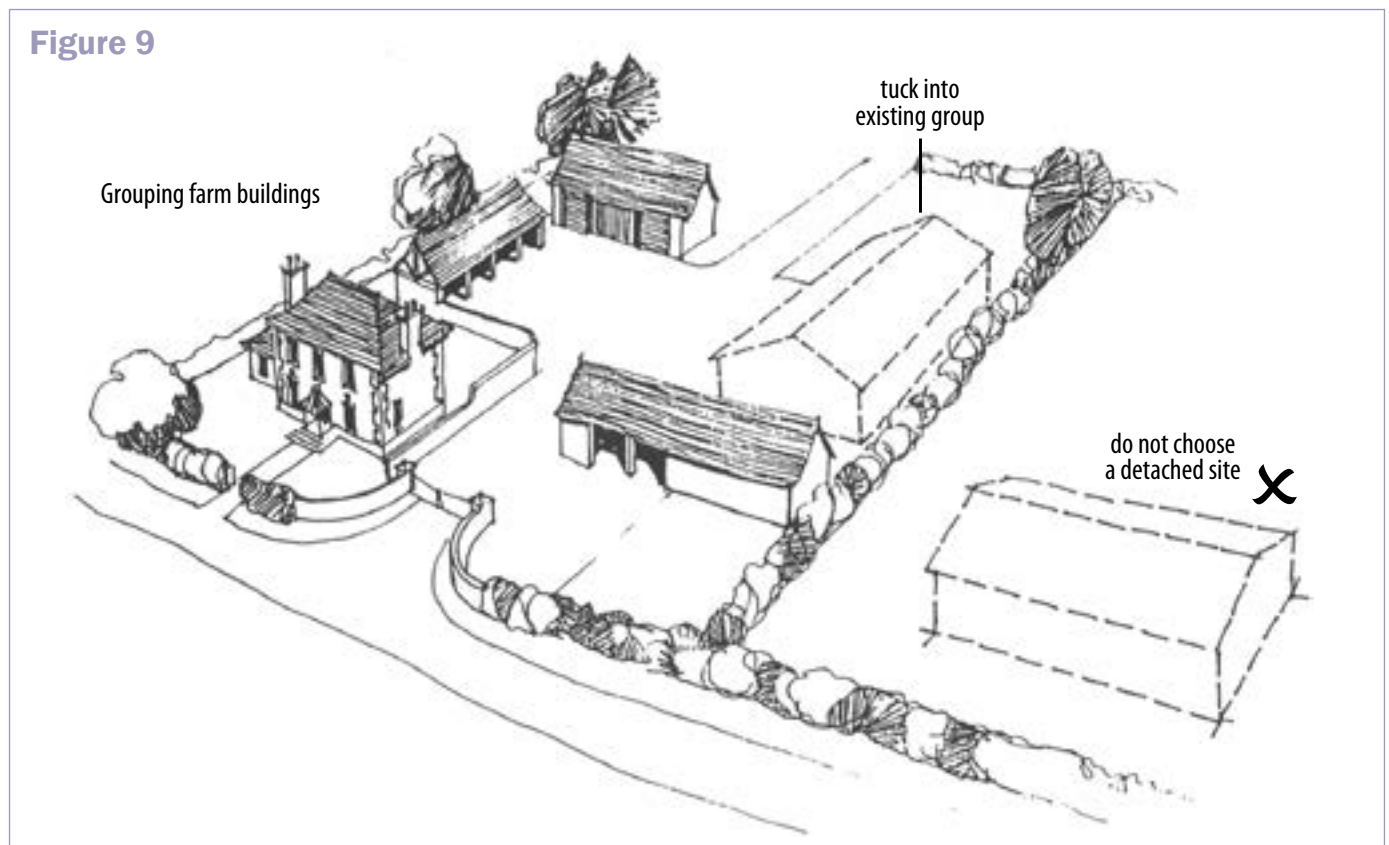 Figure 9
tuck into
existing group
Grouping farm buildings
do not choose
a detached site